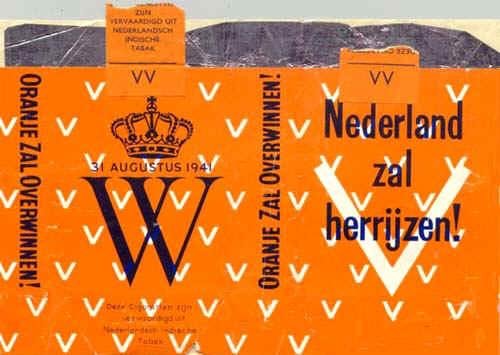 ZIJN
VERVAARDIGD UIT
NEDERLANDSCH
INDISCHE
TABAK
VV
VV
ORANJE ZAL OVERWINNEN!
31 AUGUSTUS 1941
W
Deze Cigaretten zijn
vervaardigd uit
Nederlandsch Indische
Tabak
ORANJE ZAL OVERWINNEN!
Nederland
zal
herrijzen!
V